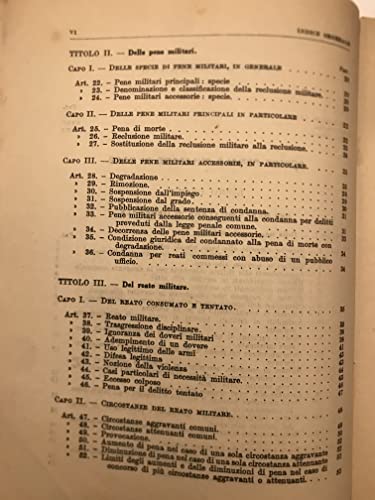 VI INDICE GENERALE
TITOLO II. — Delle pene militari.
CAPO I. — DELLE SPECIE DI PENE MILITARI, IN GENERALE
Art. 22. - Pene militari principali : specie
» 23. - Denominazione e classificazione della reclusione militare.
» 24. - Pene militari accessorie : specie.
CAPO II. — DELLE PENE MILITARI PRINCIPALI IN PARTICOLARE
Art. 25. - Pena di morte
» 26. - Reclusione militare.
» 27. - Sostituzione della reclusione militare alla reclusione.
CAPO III. — DELLE PENE MILITARI ACCESSORIE, IN PARTICOLARE.
Art. 28. - Degradazione
» 29. - Rimozione.
» 30. - Sospensione dall'impiego
» 31. - Sospensione dal grado.
» 32. - Pubblicazione della sentenza di condanna.
» 33. - Pene militari accessorie conseguenti alla condanna per delitti
preveduti dalla legge penale comune.
» 34. - Decorrenza delle pene militari accessorie.
» 35. - Condizione giuridica del condannato alla pena di morte con
degradazione.
» 36. - Condanna per reati commessi con abuso di un pubblico
ufficio.
TITOLO III. — Del reato militare.
CAPO I. — DEL REATO CONSUMATO E TENTATO.
Art. 37. - Reato militare.
» 38. - Trasgressione disciplinare.
» 39. - Ignoranza dei doveri militari
» 40. - Adempimento di un dovere
» 41. - Uso legittimo delle armi
» 42. - Difesa legittima
» 43. - Nozione della violenza
» 44. - Casi particolari di necessità militare.
» 45. - Eccesso colposo
» 46. - Pena per il delitto tentato
CAPO II. — CIRCOSTANZE DEL REATO MILITARE.
Art. 47. - Circostanze aggravanti comuni.
» 48. - Circostanze attenuanti comuni.
» 49. - Provocazione.
» 50. - Aumento di pena nel caso di una sola circostanza aggravante
» 51. - Diminuzione di pena nel caso di una sola circostanza attenuante
» 52. - Limiti degli aumenti e delle diminuzioni di pena nel caso di
concorso di più circostanze aggravanti o attenuanti.